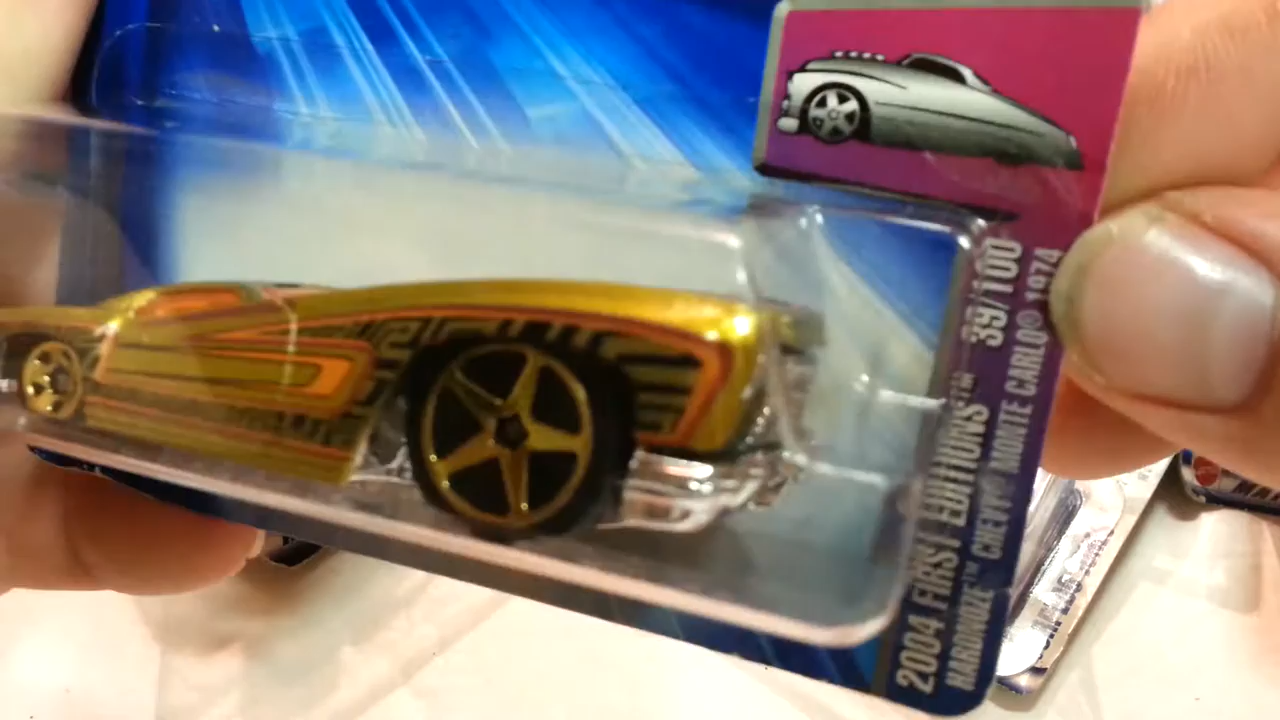 2004 FIRST EDITIONS™ 39/100
HARDNOZE™ CHEVY® MONTE CARLO® 1974